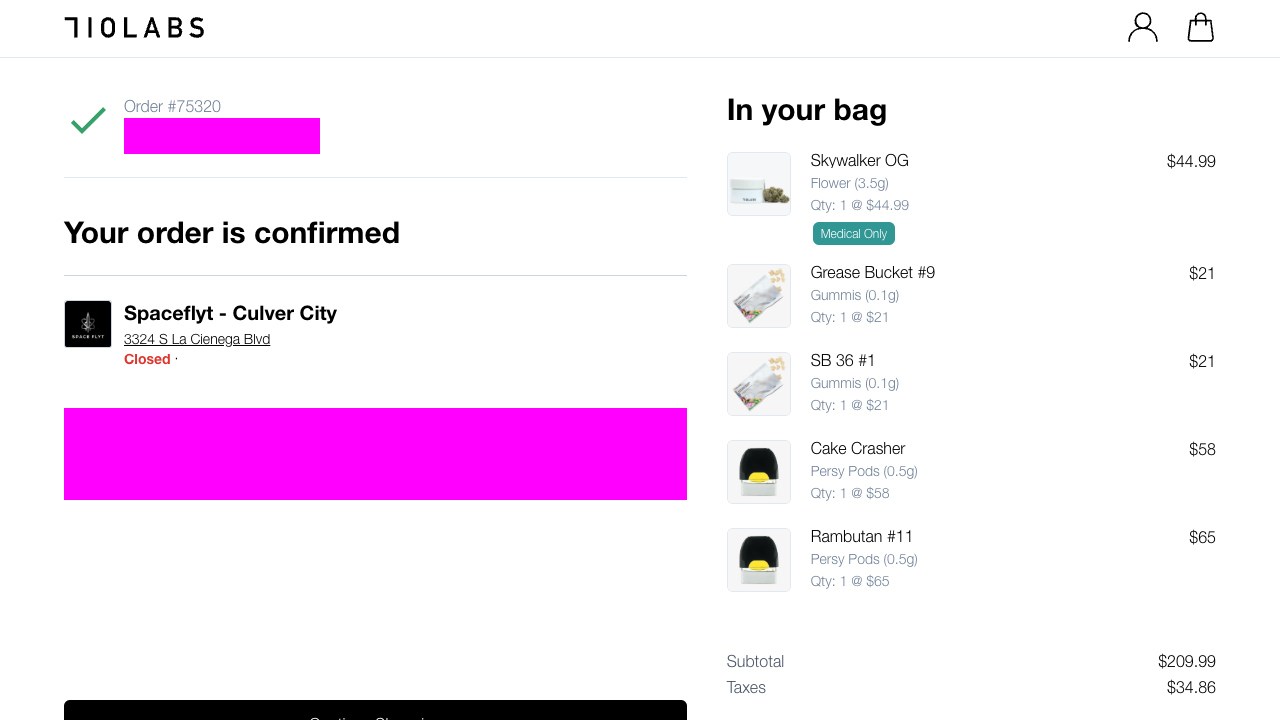 710LABS
Order #75320
Your order is confirmed
SPACE FLYT
Spaceflyt - Culver City
3324 S La Cienega Blvd
Closed ·
In your bag
Skywalker OG
$44.99
Flower (3.5g)
Qty: 1 @ $44.99
Medical Only
Grease Bucket #9
$21
Gummis (0.1g)
Qty: 1 @ $21
SB 36 #1
$21
Gummis (0.1g)
Qty: 1 @ $21
Cake Crasher
$58
Persy Pods (0.5g)
Qty: 1 @ $58
Rambutan #11
$65
Persy Pods (0.5g)
Qty: 1 @ $65
Subtotal
$209.99
Taxes
$34.86